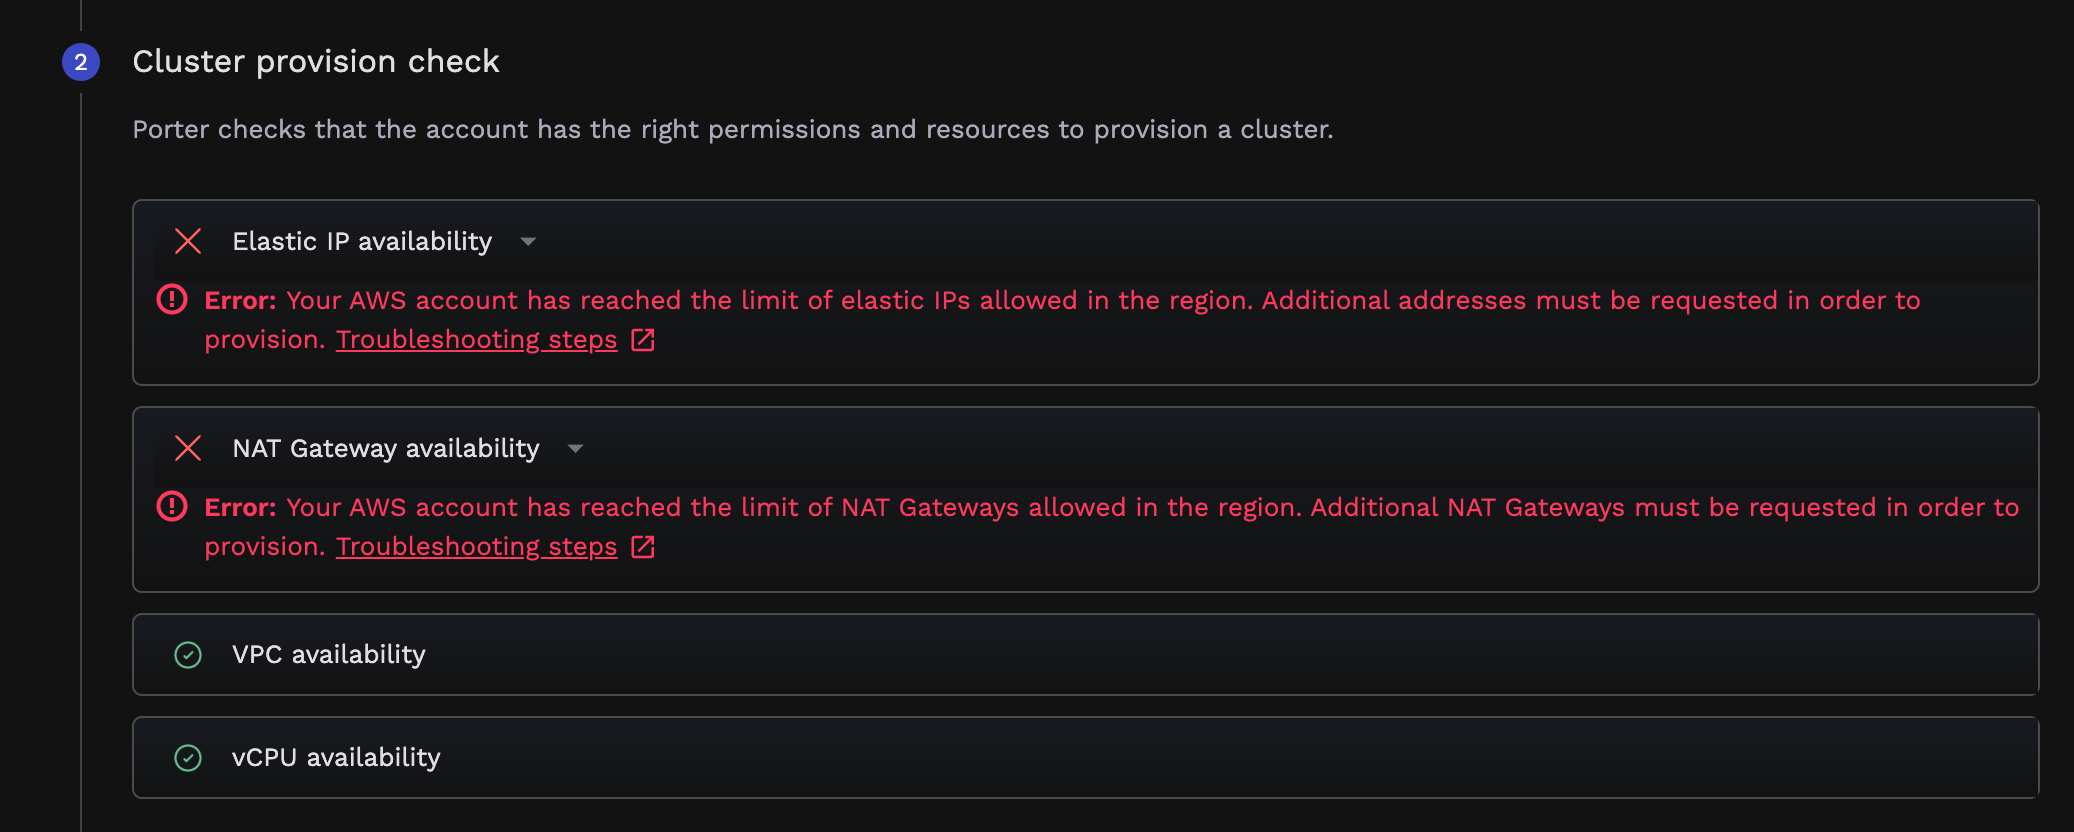 2 Cluster provision check
Porter checks that the account has the right permissions and resources to provision a cluster.
Elastic IP availability
Error: Your AWS account has reached the limit of elastic IPs allowed in the region. Additional addresses must be requested in order to
provision. Troubleshooting steps
NAT Gateway availability
Error: Your AWS account has reached the limit of NAT Gateways allowed in the region. Additional NAT Gateways must be requested in order to
provision. Troubleshooting steps
VPC availability
vCPU availability